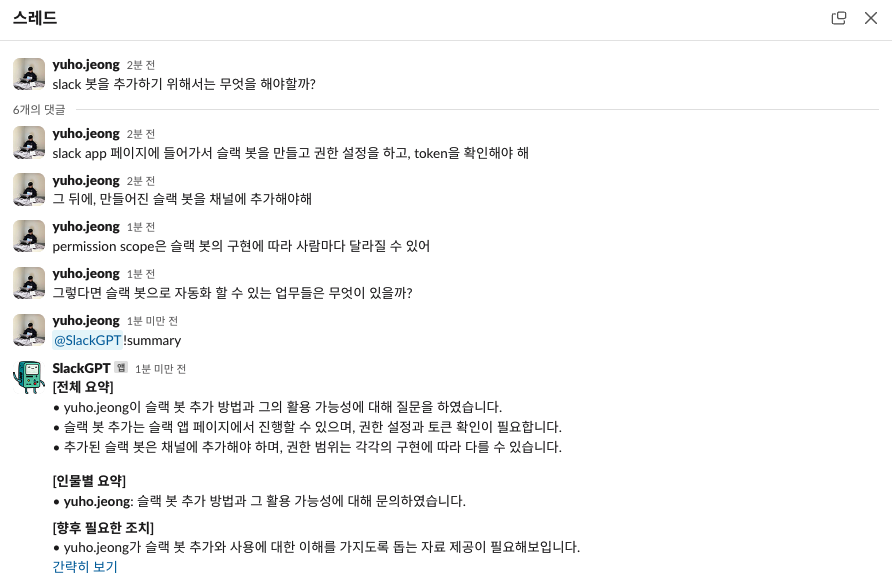 스레드
yuho.jeong 2분 전
slack 봇을 추가하기 위해서는 무엇을 해야할까?
6개의 댓글
yuho.jeong 2분 전
slack app 페이지에 들어가서 슬랙 봇을 만들고 권한 설정을 하고, token을 확인해야 해
yuho.jeong 2분 전
그 뒤에, 만들어진 슬랙 봇을 채널에 추가해야해
yuho.jeong 1분 전
permission scope은 슬랙 봇의 구현에 따라 사람마다 달라질 수 있어
yuho.jeong 1분 전
그렇다면 슬랙 봇으로 자동화 할 수 있는 업무들은 무엇이 있을까?
yuho.jeong 1분 미만 전
@SlackGPT !summary
SlackGPT 앱 1분 미만 전
[전체 요약]
• yuho.jeong이 슬랙 봇 추가 방법과 그의 활용 가능성에 대해 질문을 하였습니다.
• 슬랙 봇 추가는 슬랙 앱 페이지에서 진행할 수 있으며, 권한 설정과 토큰 확인이 필요합니다.
• 추가된 슬랙 봇은 채널에 추가해야 하며, 권한 범위는 각각의 구현에 따라 다를 수 있습니다.
[인물별 요약]
• yuho.jeong: 슬랙 봇 추가 방법과 그 활용 가능성에 대해 문의하였습니다.
[향후 필요한 조치]
• yuho.jeong가 슬랙 봇 추가와 사용에 대한 이해를 가지도록 돕는 자료 제공이 필요해보입니다.
간략히 보기